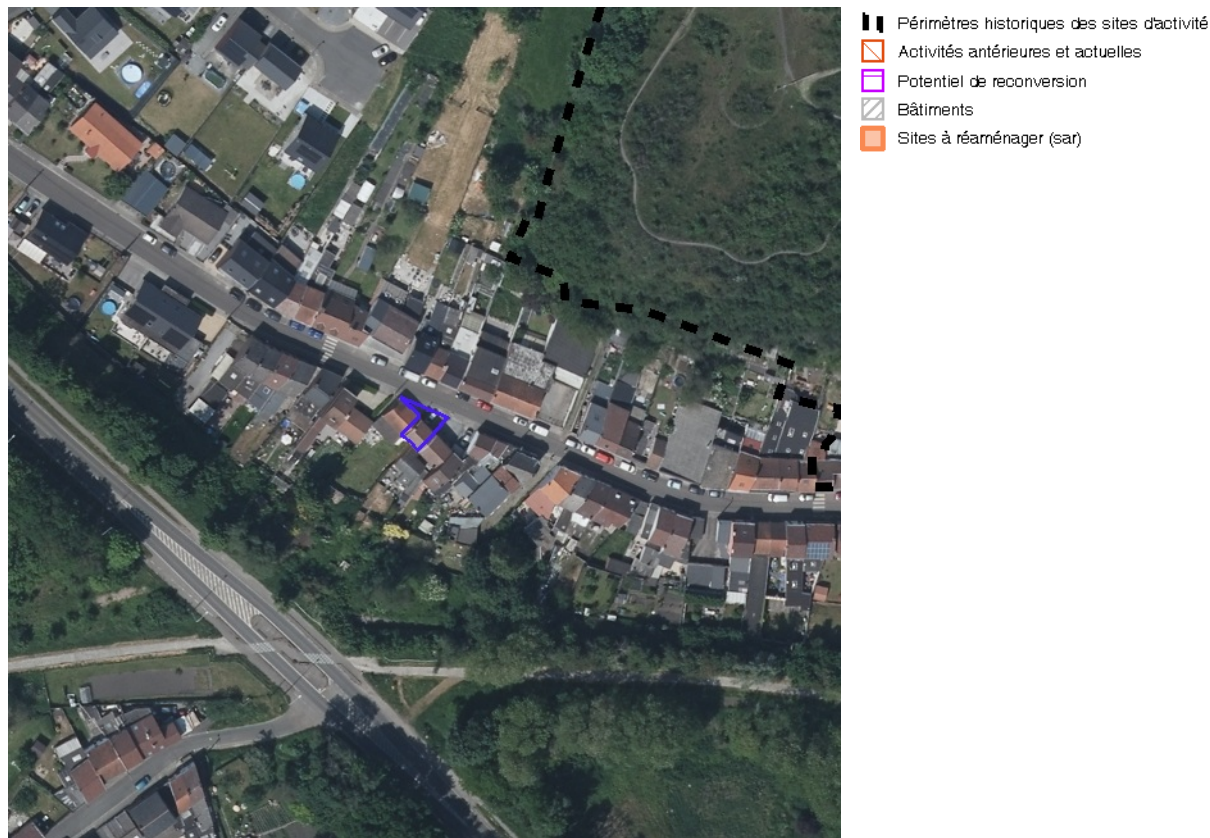 Périmètres historiques des sites d'activité
Activités antérieures et actuelles
Potentiel de reconversion
Bâtiments
Sites à réaménager (sar)